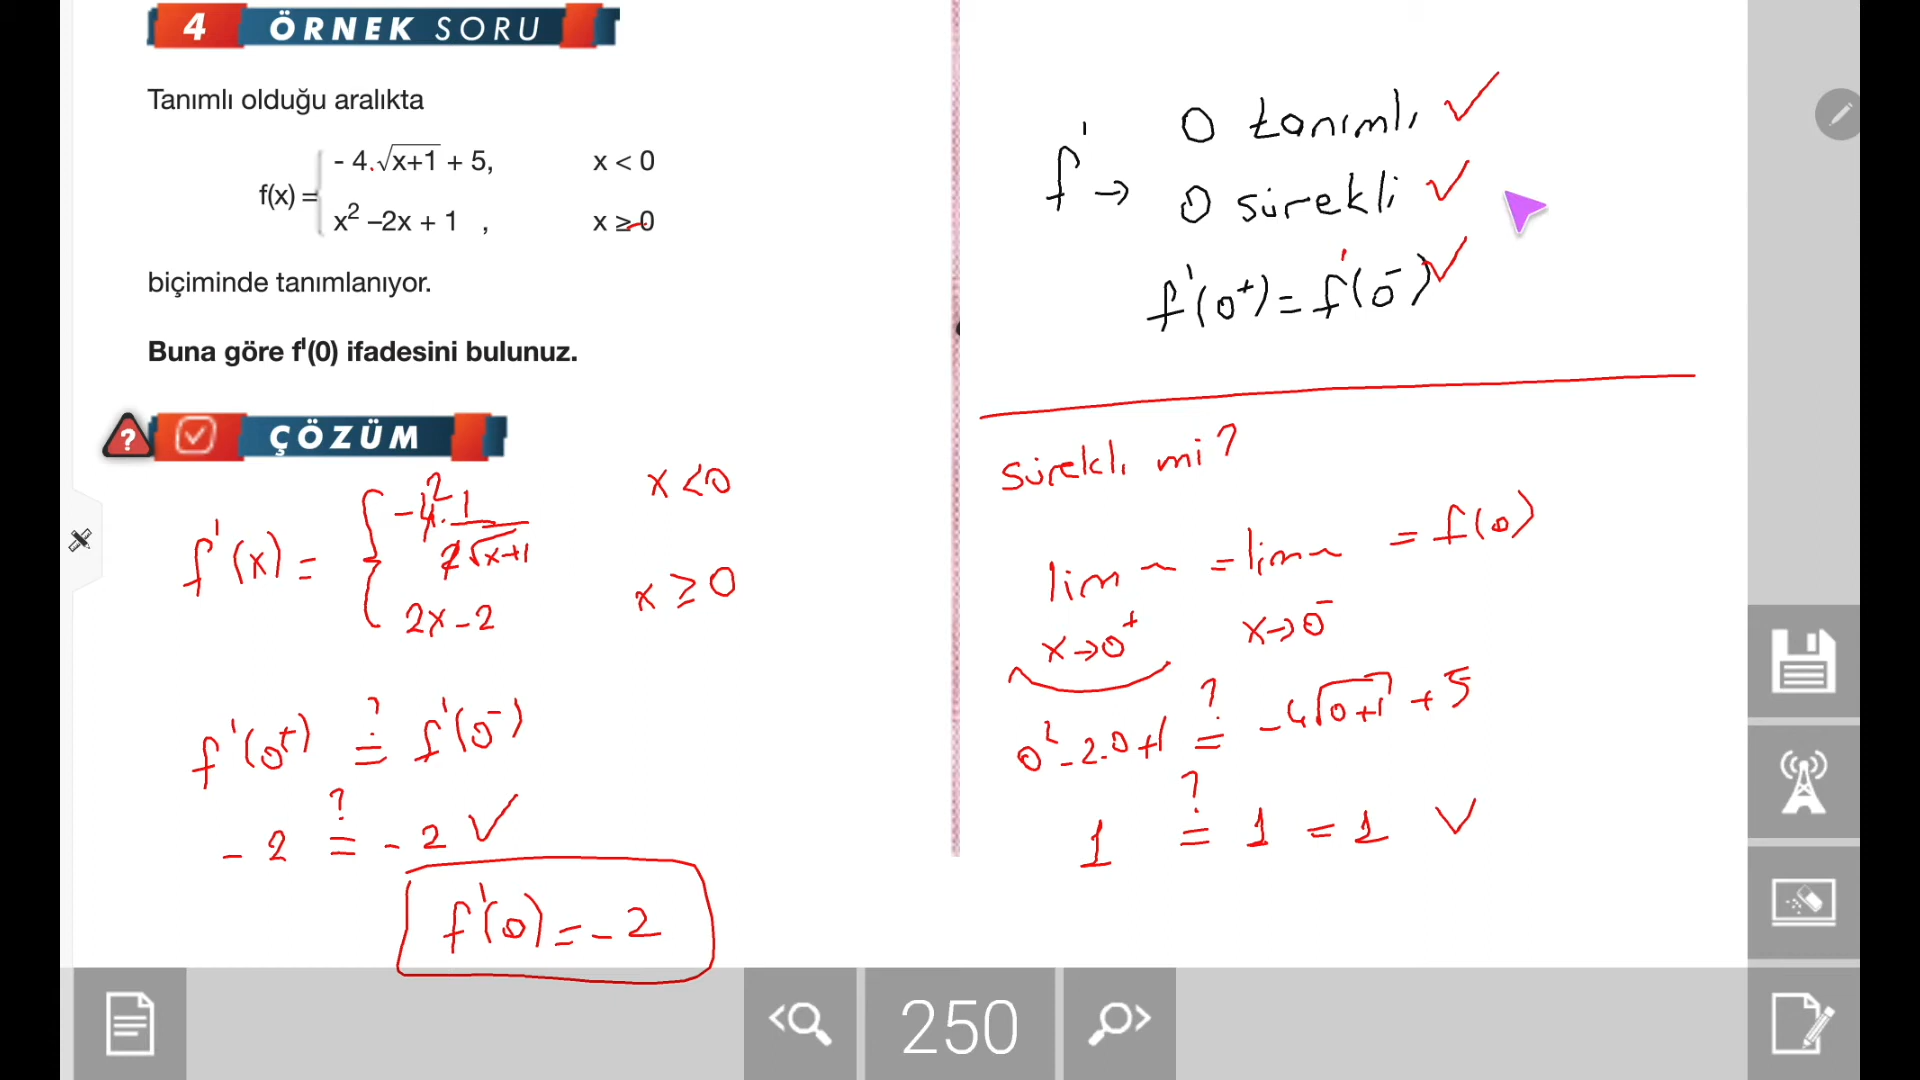 4 ÖRNEK SORU
Tanımlı olduğu aralıkta
f(x) = { - 4.√(x+1) + 5, x < 0
x² –2x + 1 , x ≥ 0
biçiminde tanımlanıyor.
Buna göre f'(0) ifadesini bulunuz.
? ÇÖZÜM
f'(x) = { -4. 1 / 2√(x+1) x < 0
2
2x - 2 x ≥ 0
f'(0⁺) ≟ f'(0⁻)
- 2 ≟ - 2 ✓
f'(0) = - 2
f' → 0 tanımlı ✓
0 sürekli ✓
f'(0⁺) = f'(0⁻) ✓
sürekli mi?
lim ~ = lim ~ = f(0)
x→0⁺ x→0⁻
0² - 2.0+1 ≟ -4√(0+1) + 5
1 ≟ 1 = 1 ✓
250